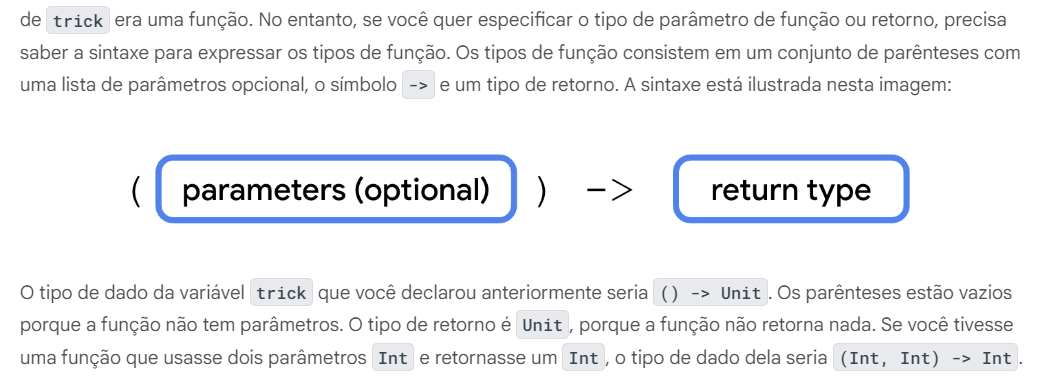 de trick era uma função. No entanto, se você quer especificar o tipo de parâmetro de função ou retorno, precisa
saber a sintaxe para expressar os tipos de função. Os tipos de função consistem em um conjunto de parênteses com
uma lista de parâmetros opcional, o símbolo -> e um tipo de retorno. A sintaxe está ilustrada nesta imagem:
( parameters (optional) ) –> return type
O tipo de dado da variável trick que você declarou anteriormente seria () -> Unit. Os parênteses estão vazios
porque a função não tem parâmetros. O tipo de retorno é Unit, porque a função não retorna nada. Se você tivesse
uma função que usasse dois parâmetros Int e retornasse um Int, o tipo de dado dela seria (Int, Int) -> Int.